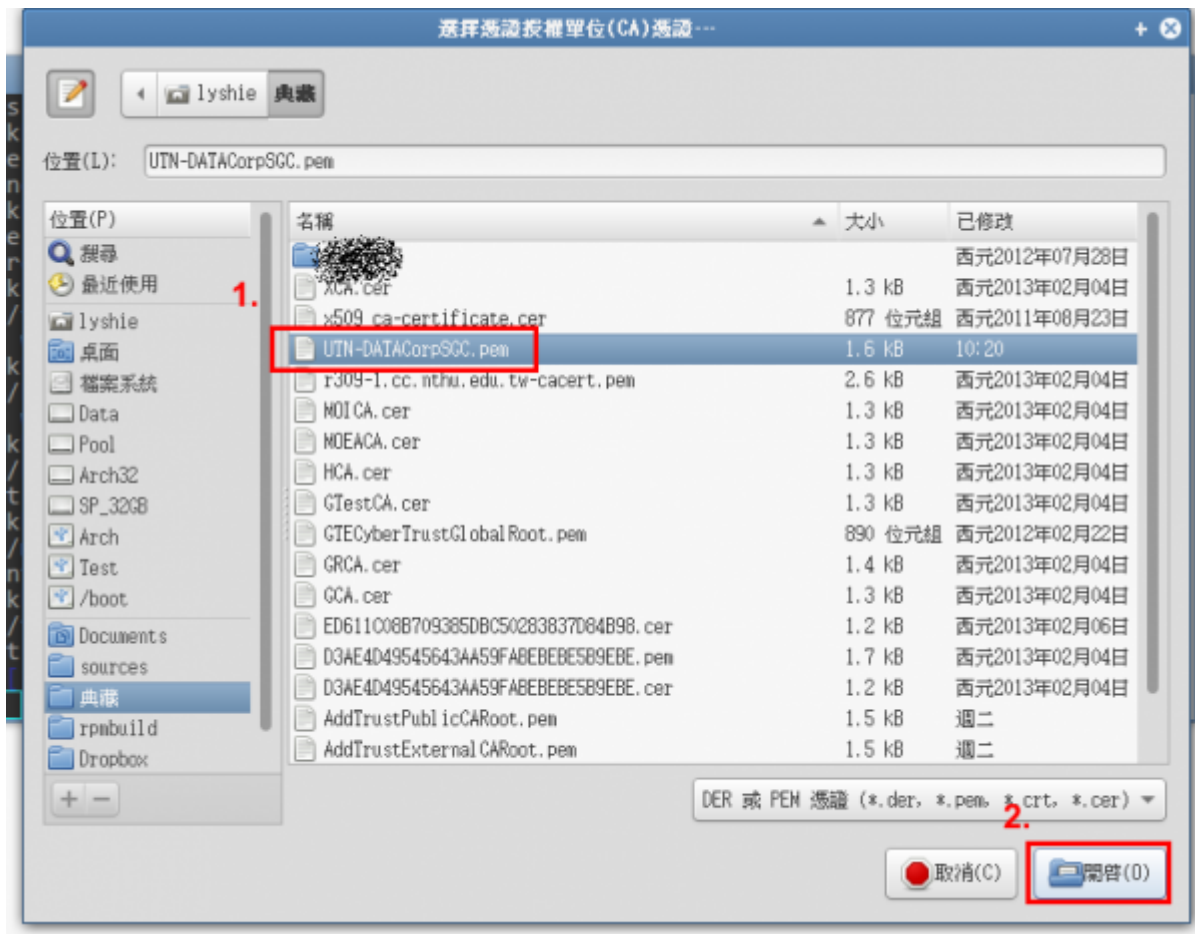 選擇憑證授權單位(CA)憑證…
lyshie 典藏
位置(L): UTN-DATACorpSGC.pem
位置(P)
搜尋
最近使用
lyshie
桌面
檔案系統
Data
Pool
Arch32
SP_32GB
Arch
Test
/boot
Documents
sources
典藏
rpmbuild
Dropbox
名稱 大小 已修改
西元2012年07月28日
XCA.cer 1.3 kB 西元2013年02月04日
1.
x509_ca-certificate.cer 877 位元組 西元2011年08月23日
UTN-DATACorpSGC.pem 1.6 kB 10:20
r309-1.cc.nthu.edu.tw-cacert.pem 2.6 kB 西元2013年02月04日
MOICA.cer 1.3 kB 西元2013年02月04日
MOEACA.cer 1.3 kB 西元2013年02月04日
HCA.cer 1.3 kB 西元2013年02月04日
GTestCA.cer 1.3 kB 西元2013年02月04日
GTECyberTrustGlobalRoot.pem 890 位元組 西元2012年02月22日
GRCA.cer 1.4 kB 西元2013年02月04日
GCA.cer 1.3 kB 西元2013年02月04日
ED611C08B709385DBC50283837D84B98.cer 1.2 kB 西元2013年02月06日
D3AE4D49545643AA59FABEBEBE5B9EBE.pem 1.7 kB 西元2013年02月04日
D3AE4D49545643AA59FABEBEBE5B9EBE.cer 1.2 kB 西元2013年02月04日
AddTrustPublicCARoot.pem 1.5 kB 週二
AddTrustExternalCARoot.pem 1.5 kB 週二
DER 或 PEM 憑證 (*.der, *.pem, *.crt, *.cer)
2.
取消(C) 開啓(O)